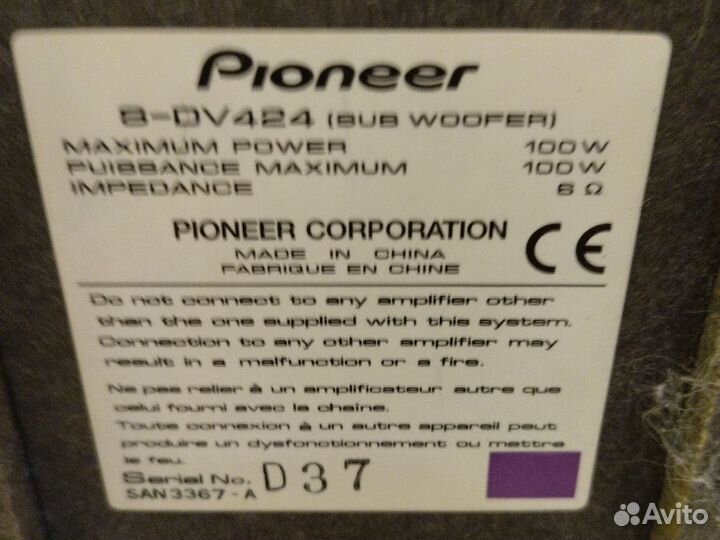 Pioneer
S-DV424 (SUB WOOFER)
MAXIMUM POWER 100W
PUISSANCE MAXIMUM 100W
IMPEDANCE 6 Ω
PIONEER CORPORATION
MADE IN CHINA
FABRIQUE EN CHINE
CE
Do not connect to any amplifier other
than the one supplied with this system.
Connection to any other amplifier may
result in a malfunction or a fire.
Ne pas relier à un amplificateur autre que
celui fourni avec la chaine.
Toute connexion à un autre appareil peut
produire un dysfonctionnement ou mettre
le feu.
Serial No. D37
SAN3367-A
Avito